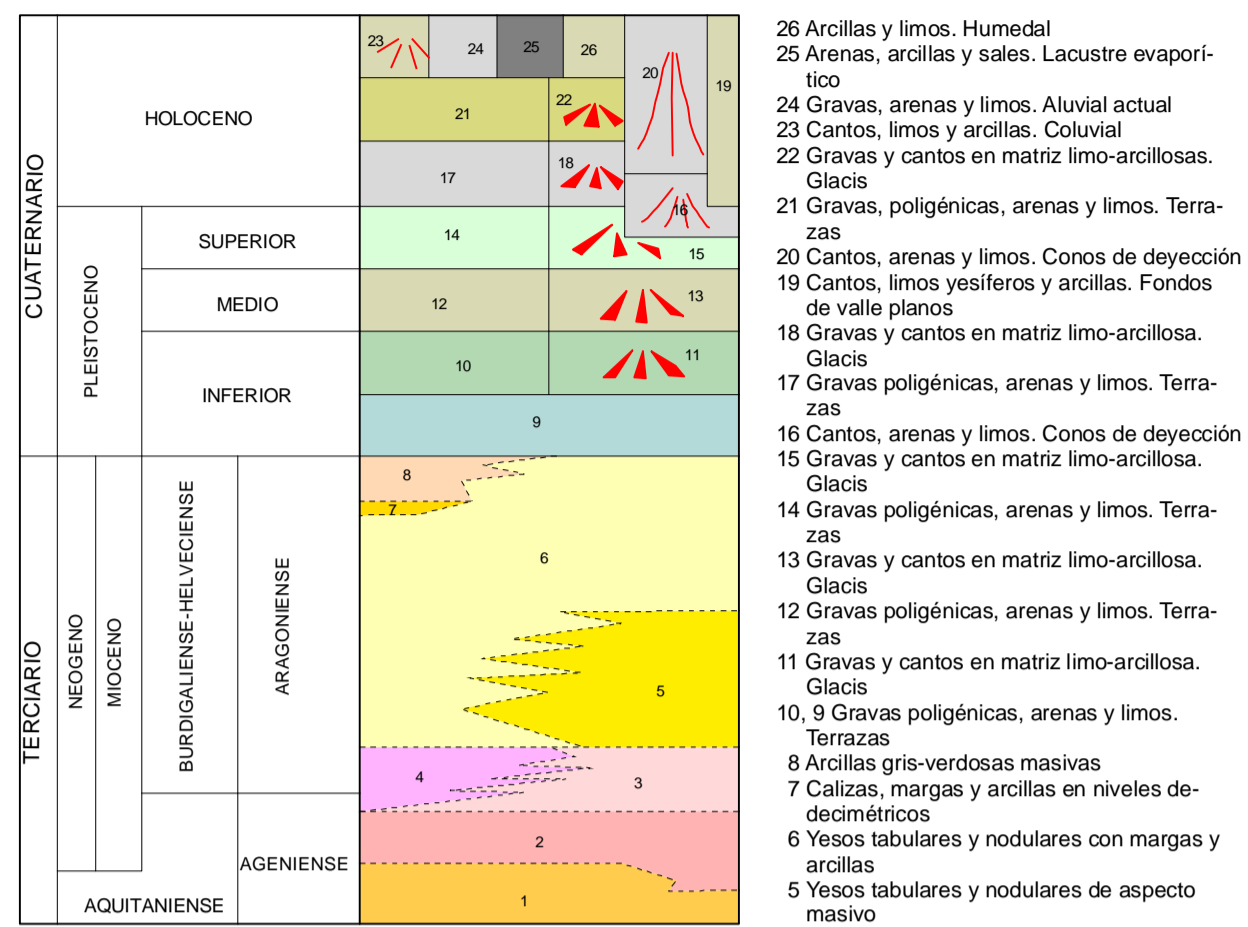 23
24
25
26
20
19
HOLOCENO
21
22
17
18
16
CUATERNARIO
PLEISTOCENO
SUPERIOR
14
15
MEDIO
12
13
INFERIOR
10
11
9
TERCIARIO
NEOGENO
MIOCENO
BURDIGALIENSE-HELVECIENSE
ARAGONIENSE
8
7
6
5
4
3
2
AGENIENSE
AQUITANIENSE
1
26 Arcillas y limos. Humedal
25 Arenas, arcillas y sales. Lacustre evaporí-
tico
24 Gravas, arenas y limos. Aluvial actual
23 Cantos, limos y arcillas. Coluvial
22 Gravas y cantos en matriz limo-arcillosas.
Glacis
21 Gravas, poligénicas, arenas y limos. Terra-
zas
20 Cantos, arenas y limos. Conos de deyección
19 Cantos, limos yesíferos y arcillas. Fondos
de valle planos
18 Gravas y cantos en matriz limo-arcillosa.
Glacis
17 Gravas poligénicas, arenas y limos. Terra-
zas
16 Cantos, arenas y limos. Conos de deyección
15 Gravas y cantos en matriz limo-arcillosa.
Glacis
14 Gravas poligénicas, arenas y limos. Terra-
zas
13 Gravas y cantos en matriz limo-arcillosa.
Glacis
12 Gravas poligénicas, arenas y limos. Terra-
zas
11 Gravas y cantos en matriz limo-arcillosa.
Glacis
10, 9 Gravas poligénicas, arenas y limos.
Terrazas
8 Arcillas gris-verdosas masivas
7 Calizas, margas y arcillas en niveles de-
decimétricos
6 Yesos tabulares y nodulares con margas y
arcillas
5 Yesos tabulares y nodulares de aspecto
masivo